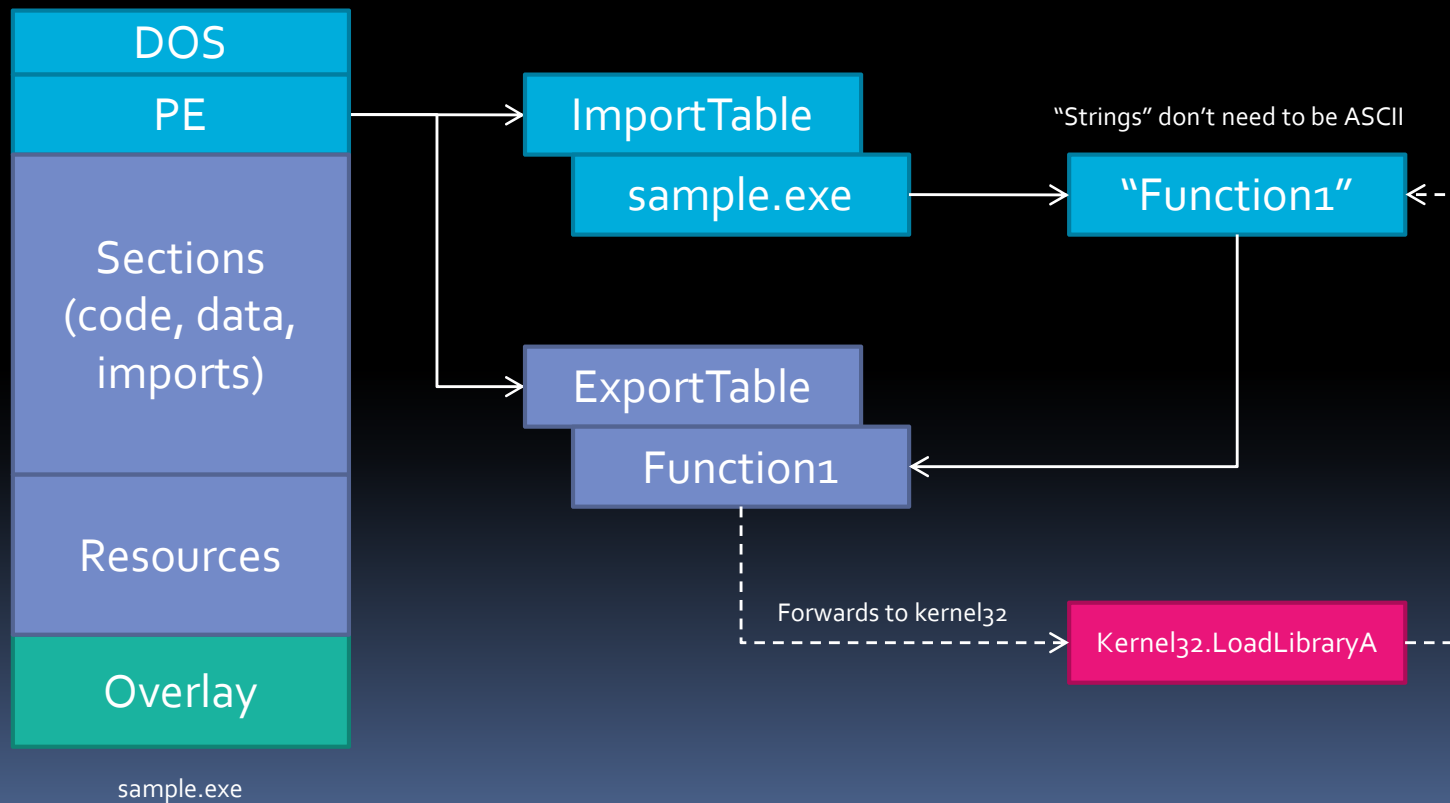 DOS
PE
Sections
(code, data,
imports)
Resources
Overlay
sample.exe
ImportTable
sample.exe
“Strings” don’t need to be ASCII
“Function1”
ExportTable
Function1
Forwards to kernel32
Kernel32.LoadLibraryA